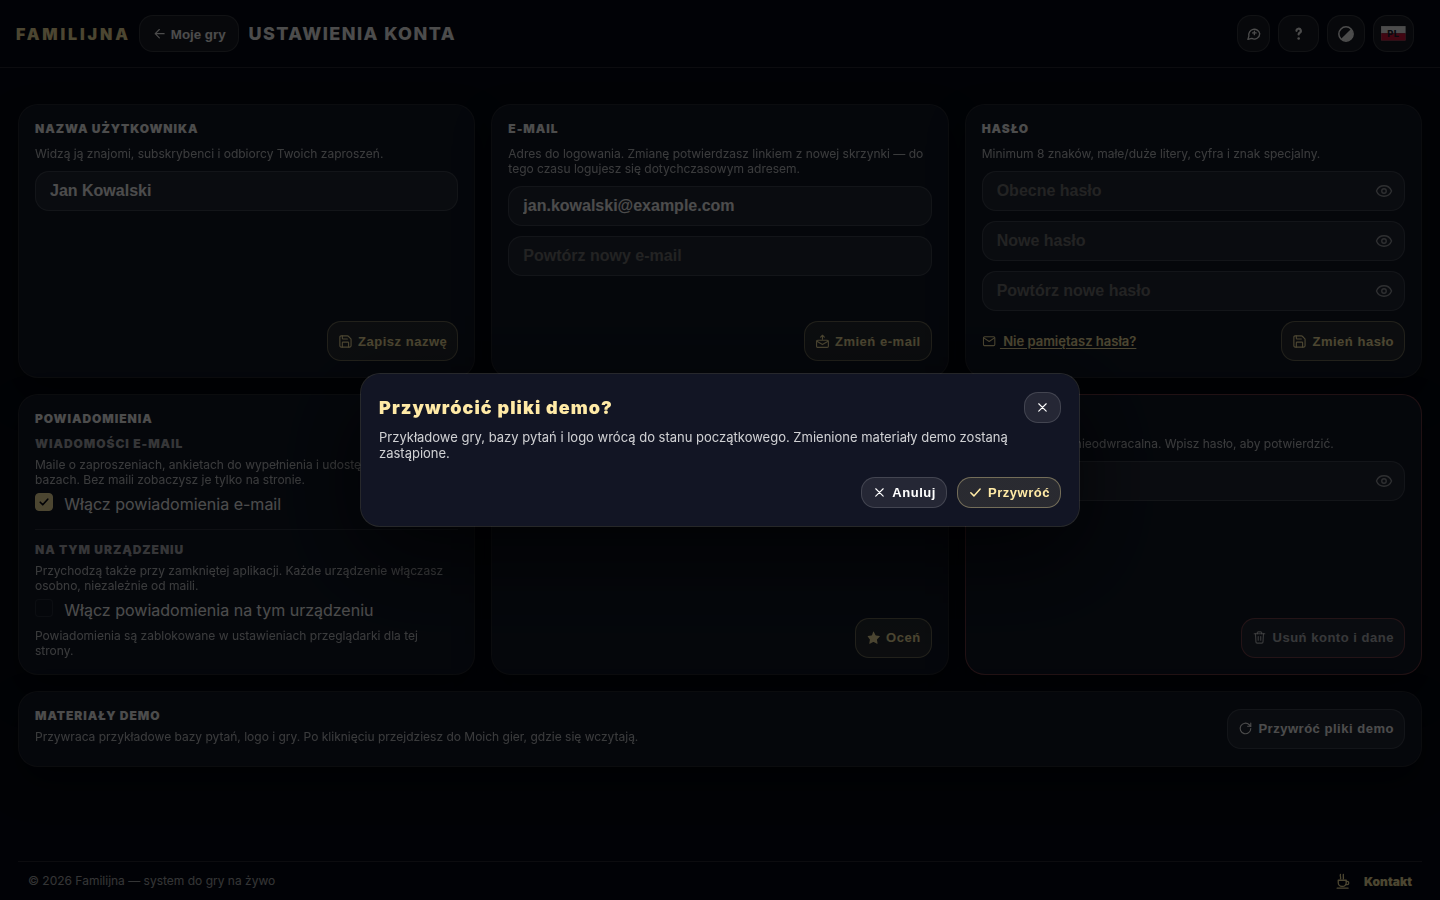 FAMILIJNA
Moje gry
USTAWIENIA KONTA
?
PL
NAZWA UŻYTKOWNIKA
Widzą ją znajomi, subskrybenci i odbiorcy Twoich zaproszeń.
Jan Kowalski
Zapisz nazwę
E-MAIL
Adres do logowania. Zmianę potwierdzasz linkiem z nowej skrzynki — do
tego czasu logujesz się dotychczasowym adresem.
jan.kowalski@example.com
Powtórz nowy e-mail
Zmień e-mail
HASŁO
Minimum 8 znaków, małe/duże litery, cyfra i znak specjalny.
Obecne hasło
Nowe hasło
Powtórz nowe hasło
Nie pamiętasz hasła?
Zmień hasło
Przywrócić pliki demo?
Przykładowe gry, bazy pytań i logo wrócą do stanu początkowego. Zmienione materiały demo zostaną
zastąpione.
Anuluj
Przywróć
POWIADOMIENIA
WIADOMOŚCI E-MAIL
Maile o zaproszeniach, ankietach do wypełnienia i udostę
bazach. Bez maili zobaczysz je tylko na stronie.
Włącz powiadomienia e-mail
NA TYM URZĄDZENIU
Przychodzą także przy zamkniętej aplikacji. Każde urządzenie włączasz
osobno, niezależnie od maili.
Włącz powiadomienia na tym urządzeniu
Powiadomienia są zablokowane w ustawieniach przeglądarki dla tej
strony.
Oceń
nieodwracalna. Wpisz hasło, aby potwierdzić.
Usuń konto i dane
MATERIAŁY DEMO
Przywraca przykładowe bazy pytań, logo i gry. Po kliknięciu przejdziesz do Moich gier, gdzie się wczytają.
Przywróć pliki demo
© 2026 Familijna — system do gry na żywo
Kontakt